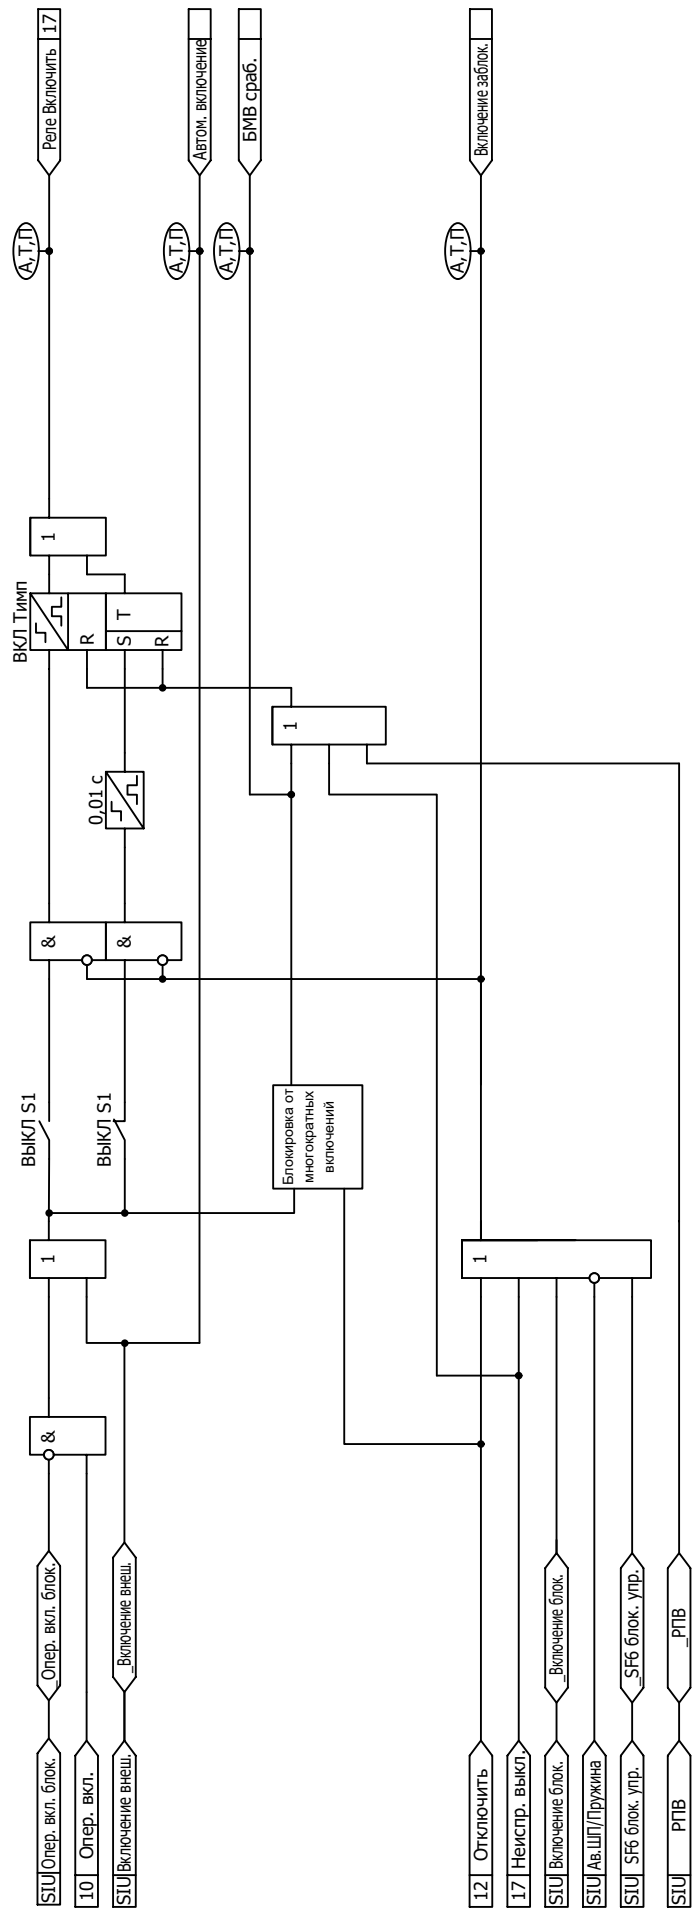 SIU Опер. вкл. блок.
_Опер. вкл. блок.
10 Опер. вкл.
SIU Включение внеш.
_Включение внеш.
&
1
ВЫКЛ S1
ВЫКЛ S1
&
&
0,01 с
ВКЛ Тимп
R
S
T
R
1
А,Т,П
Реле Включить 17
А,Т,П
Автом. включение
А,Т,П
БМВ сраб.
Блокировка от
многократных
включений
1
12 Отключить
17 Неиспр. выкл.
SIU Включение блок.
_Включение блок.
SIU Ав.ШП/Пружина
SIU SF6 блок. упр.
_SF6 блок. упр.
SIU РПВ
_РПВ
1
А,Т,П
Включение заблок.